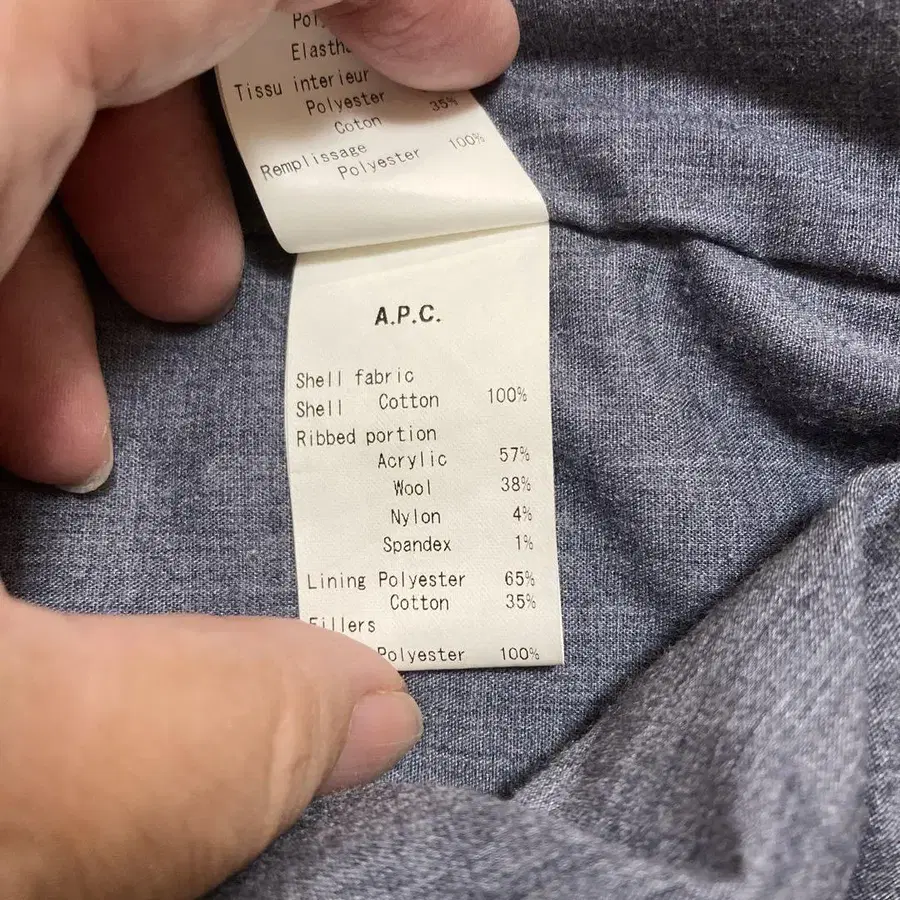 Tissu interieur
Polyester 35%
Coton
Remplissage
Polyester 100%
A.P.C.
Shell fabric
Shell Cotton 100%
Ribbed portion
Acrylic 57%
Wool 38%
Nylon 4%
Spandex 1%
Lining Polyester 65%
Cotton 35%
Fillers
Polyester 100%